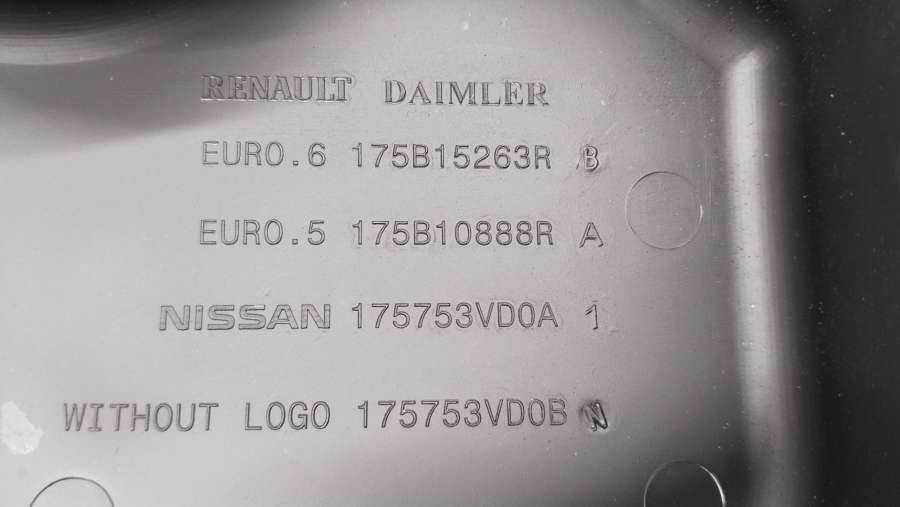 RENAULT DAIMLER
EURO.6 175B15263R B
EURO.5 175B10888R A
NISSAN 175753VD0A 1
WITHOUT LOGO 175753VD0B N